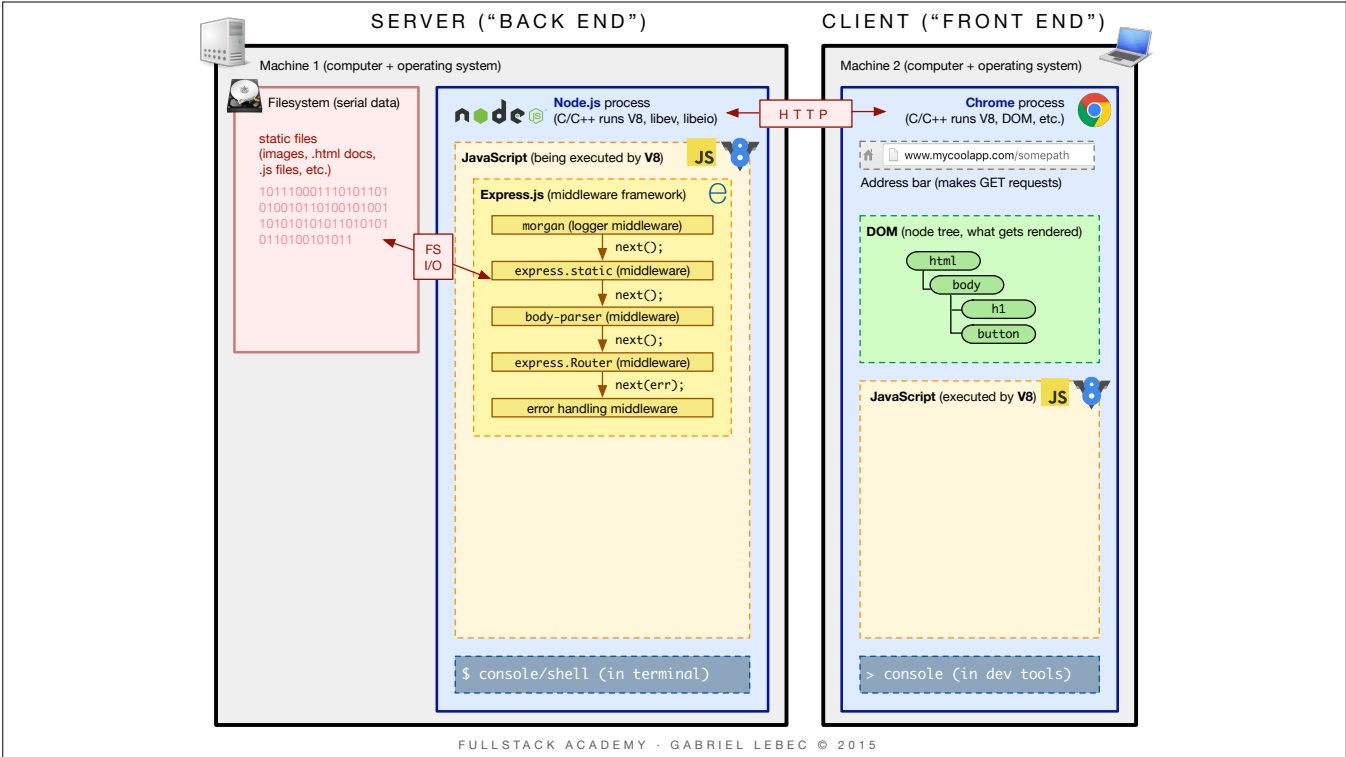 SERVER (“BACK END”)
CLIENT (“FRONT END”)
Machine 1 (computer + operating system)
Filesystem (serial data)
static files
(images, .html docs,
.js files, etc.)
101110001110101101
010010110100101001
101010101011010101
0110100101011
FS
I/O
node
JS
Node.js process
(C/C++ runs V8, libev, libeio)
JavaScript (being executed by V8)
JS
8
Express.js (middleware framework)
e
morgan (logger middleware)
next();
express.static (middleware)
next();
body-parser (middleware)
next();
express.Router (middleware)
next(err);
error handling middleware
$ console/shell (in terminal)
HTTP
Machine 2 (computer + operating system)
Chrome process
(C/C++ runs V8, DOM, etc.)
www.mycoolapp.com/somepath
Address bar (makes GET requests)
DOM (node tree, what gets rendered)
html
body
h1
button
JavaScript (executed by V8)
JS
8
> console (in dev tools)
FULLSTACK ACADEMY · GABRIEL LEBEC © 2015